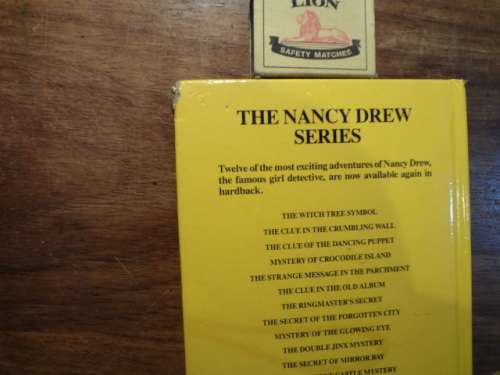 LION
SAFETY MATCHES
THE NANCY DREW
SERIES
Twelve of the most exciting adventures of Nancy Drew,
the famous girl detective, are now available again in
hardback.
THE WITCH TREE SYMBOL
THE CLUE IN THE CRUMBLING WALL
THE CLUE OF THE DANCING PUPPET
MYSTERY OF CROCODILE ISLAND
THE STRANGE MESSAGE IN THE PARCHMENT
THE CLUE IN THE OLD ALBUM
THE RINGMASTER'S SECRET
THE SECRET OF THE FORGOTTEN CITY
MYSTERY OF THE GLOWING EYE
THE DOUBLE JINX MYSTERY
THE SECRET OF MIRROR BAY
CASTLE MYSTERY